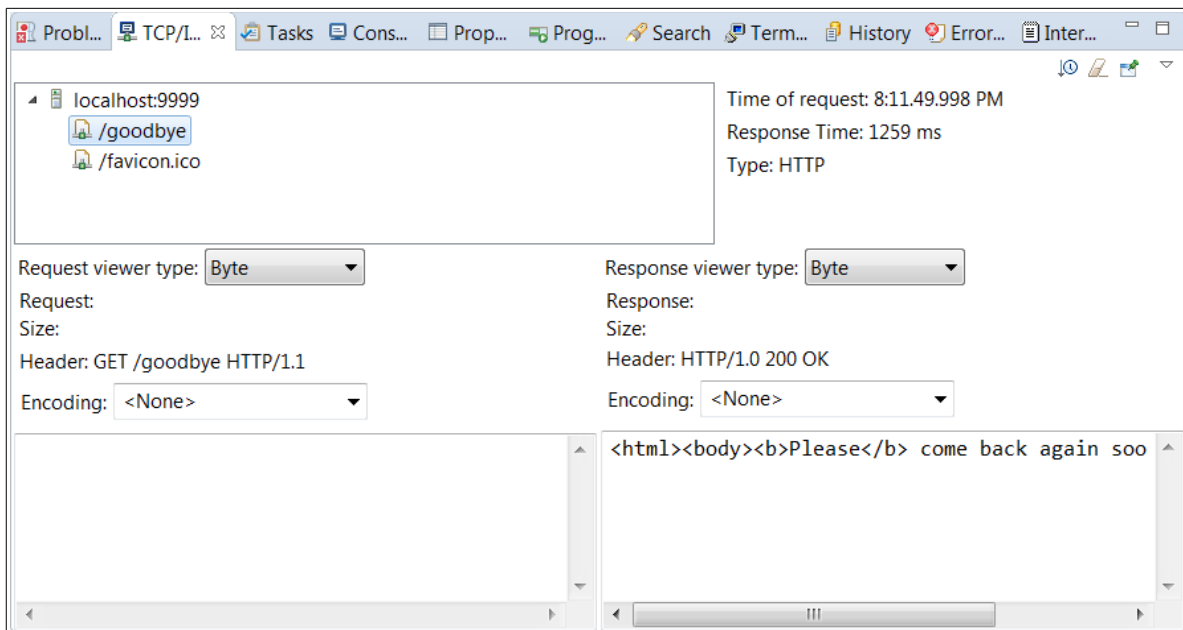 Probl... TCP/I... Tasks Cons... Prop... Prog... Search Term... History Error... Inter...
localhost:9999
/goodbye
/favicon.ico
Time of request: 8:11.49.998 PM
Response Time: 1259 ms
Type: HTTP
Request viewer type: Byte
Request:
Size:
Header: GET /goodbye HTTP/1.1
Encoding: <None>
Response viewer type: Byte
Response:
Size:
Header: HTTP/1.0 200 OK
Encoding: <None>
<html><body><b>Please</b> come back again soo